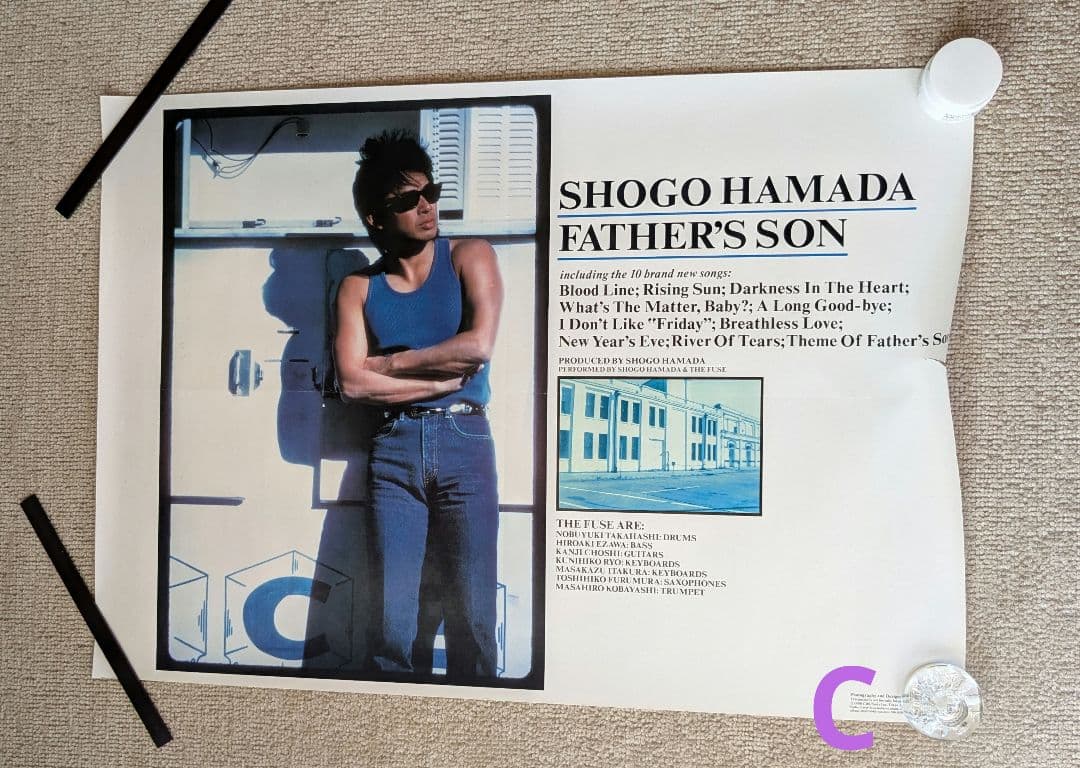 SHOGO HAMADA
FATHER'S SON
including the 10 brand new songs:
Blood Line; Rising Sun; Darkness In The Heart;
What's The Matter, Baby?; A Long Good-bye;
I Don't Like "Friday"; Breathless Love;
New Year's Eve; River Of Tears; Theme Of Father's So
PRODUCED BY SHOGO HAMADA
PERFORMED BY SHOGO HAMADA & THE FUSE
THE FUSE ARE:
NOBUYUKI TAKAHASHI: DRUMS
HIROAKI EZAWA: BASS
KANJI CHOSHI: GUITARS
KUNIHIKO RYO: KEYBOARDS
MASAKAZU ITAKURA: KEYBOARDS
TOSHIHIKO FURUMURA: SAXOPHONES
MASAHIRO KOBAYASHI: TRUMPET
C
Photography and Design
C